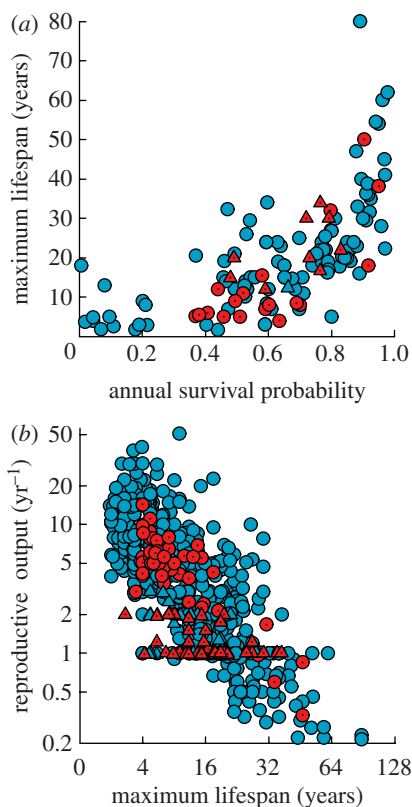 (a)
maximum lifespan (years)
80
70
60
50
40
30
20
10
0 0.2 0.4 0.6 0.8 1.0
annual survival probability
(b)
reproductive output (yr⁻¹)
50
20
10
5
2
1
0.5
0.2
0 4 16 32 64 128
maximum lifespan (years)